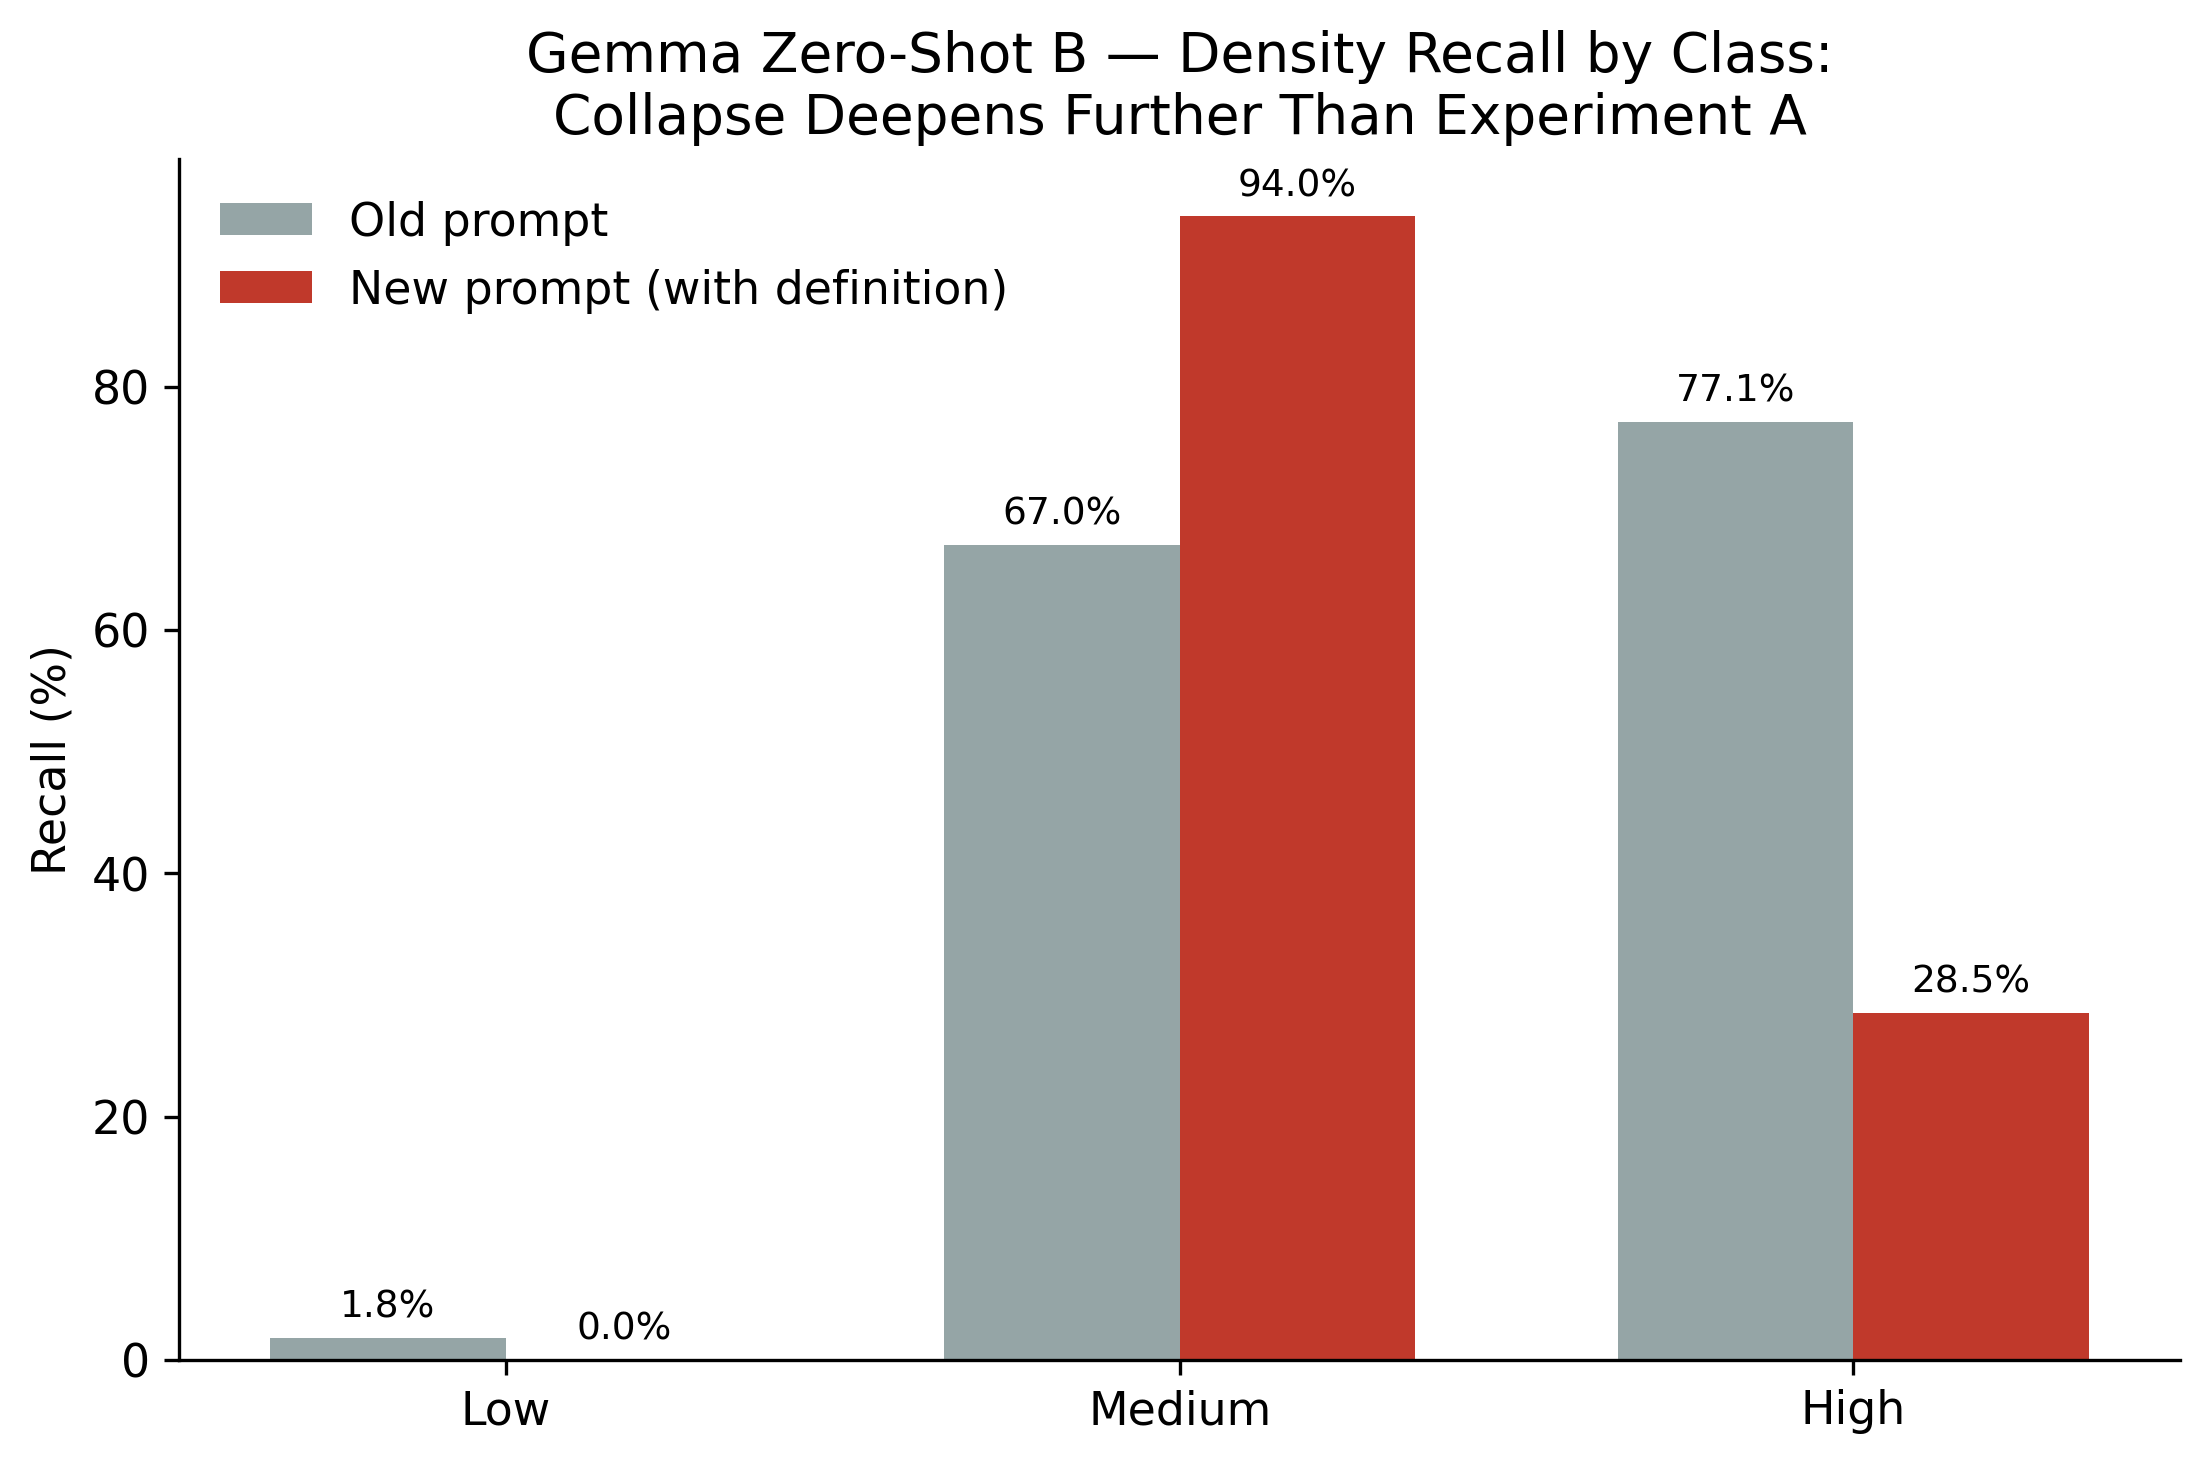 Gemma Zero-Shot B — Density Recall by Class:
Collapse Deepens Further Than Experiment A
Old prompt
New prompt (with definition)
94.0%
77.1%
67.0%
28.5%
1.8%
0.0%
80
60
40
20
0
Recall (%)
Low
Medium
High